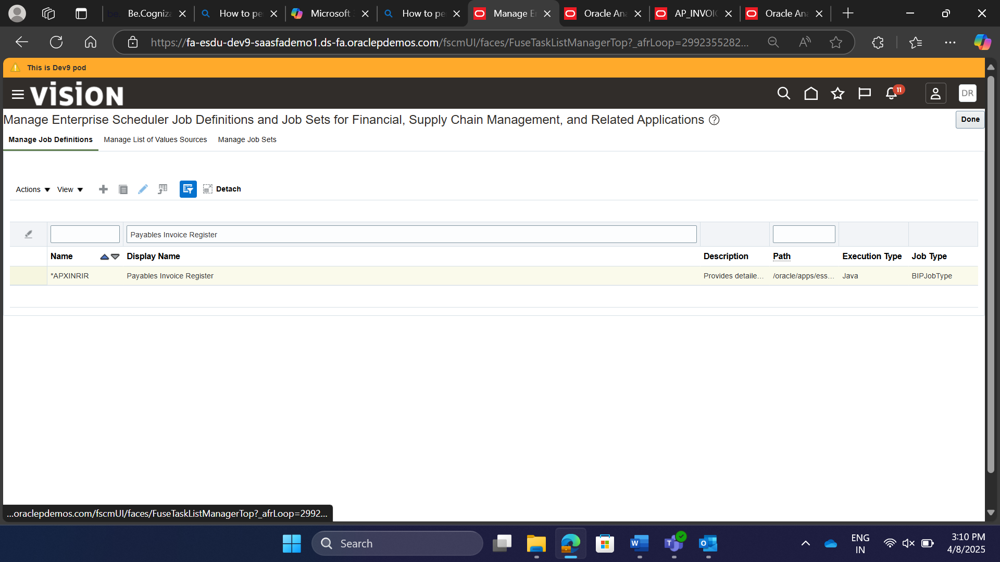 Be.Cogniza
How to pe
Microsoft
How to pe
Manage E
Oracle Ana
AP_INVOIC
Oracle Ana
https://fa-esdu-dev9-saasfademo1.ds-fa.oraclepdemos.com/fscmUI/faces/FuseTaskListManagerTop?_afrLoop=2992355282...
This is Dev9 pod
vision
11
DR
Manage Enterprise Scheduler Job Definitions and Job Sets for Financial, Supply Chain Management, and Related Applications
Done
Manage Job Definitions Manage List of Values Sources Manage Job Sets
Actions View Detach
Payables Invoice Register
Name Display Name Description Path Execution Type Job Type
*APXINRIR Payables Invoice Register Provides detaile... /oracle/apps/ess... Java BIPJobType
...oraclepdemos.com/fscmUI/faces/FuseTaskListManagerTop?_afrLoop=2992...
Search
ENG
IN
3:10 PM
4/8/2025